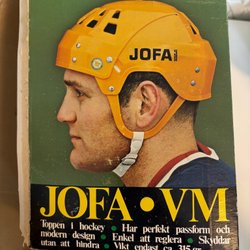 JOFA
JOFA • VM
Toppen i hockey • Har perfekt passform och
modern design • Enkel att reglera • Skyddar
utan att hindra • Vikt endast ca 315 gr